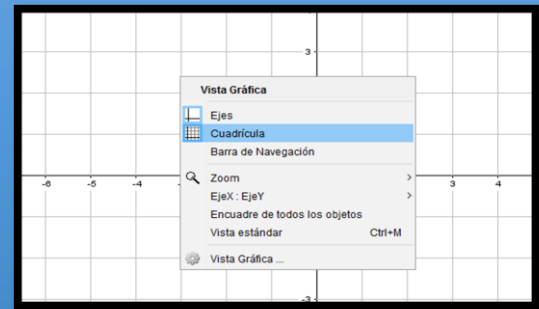 3
Vista Gráfica
Ejes
Cuadrícula
Barra de Navegación
-6 -5 -4 3 4
Zoom
EjeX : EjeY
Encuadre de todos los objetos
Vista estándar Ctrl+M
Vista Gráfica ...
-3